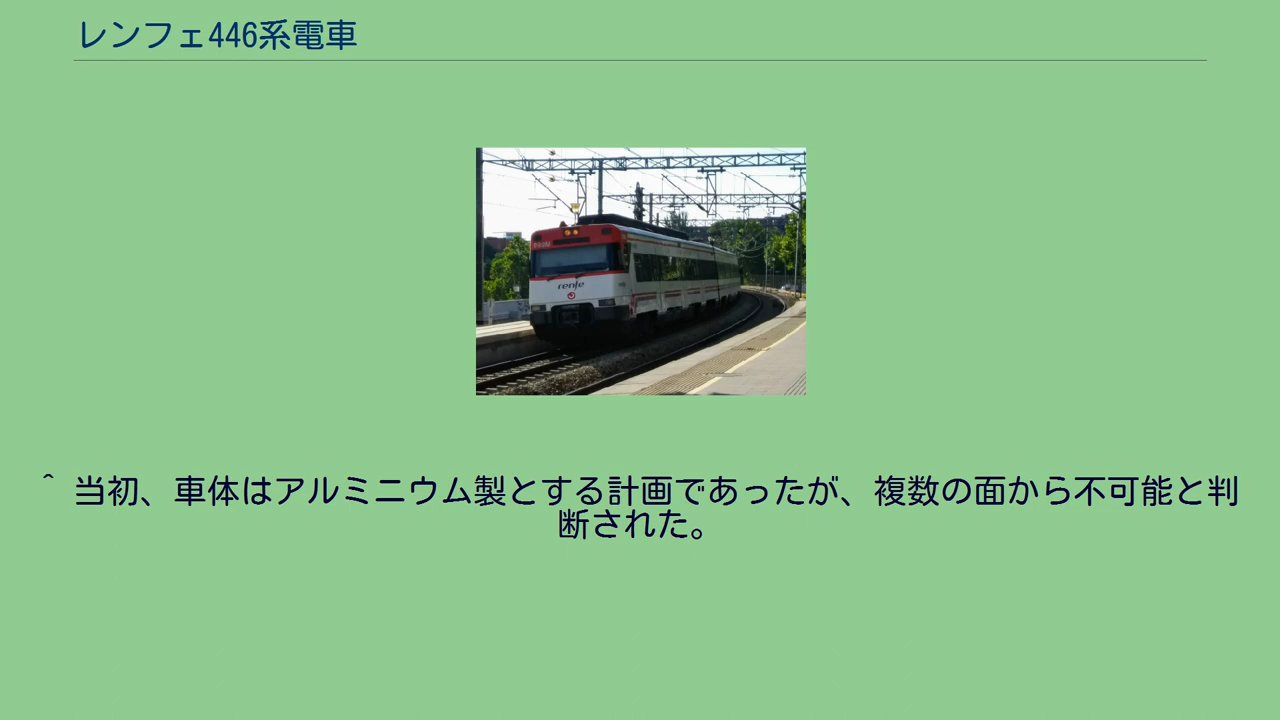 レンフェ446系電車
renfe
^ 当初、車体はアルミニウム製とする計画であったが、複数の面から不可能と判
断された。